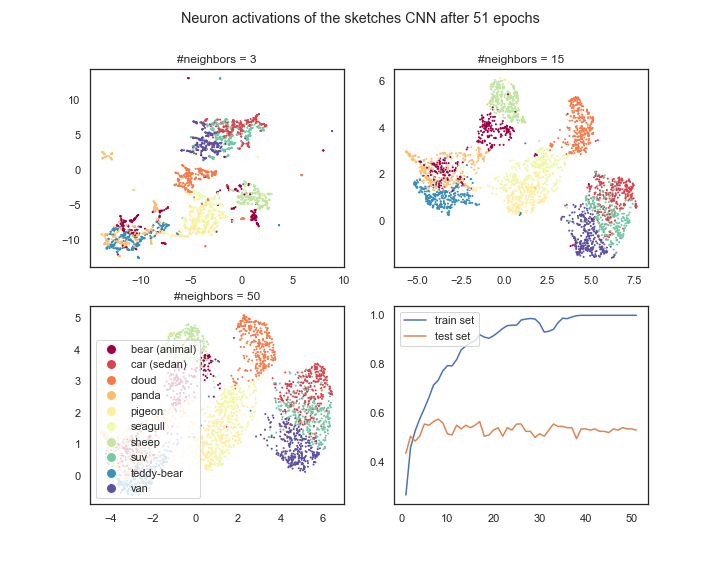 Neuron activations of the sketches CNN after 51 epochs
#neighbors = 3
10
5
0
−5
−10
−10
−5
0
5
10
#neighbors = 15
6
4
2
0
−5.0
−2.5
0.0
2.5
5.0
7.5
#neighbors = 50
5
4
3
2
1
0
bear (animal)
car (sedan)
cloud
panda
pigeon
seagull
sheep
suv
teddy-bear
van
−4
−2
0
2
4
6
1.0
0.8
0.6
0.4
train set
test set
0
10
20
30
40
50